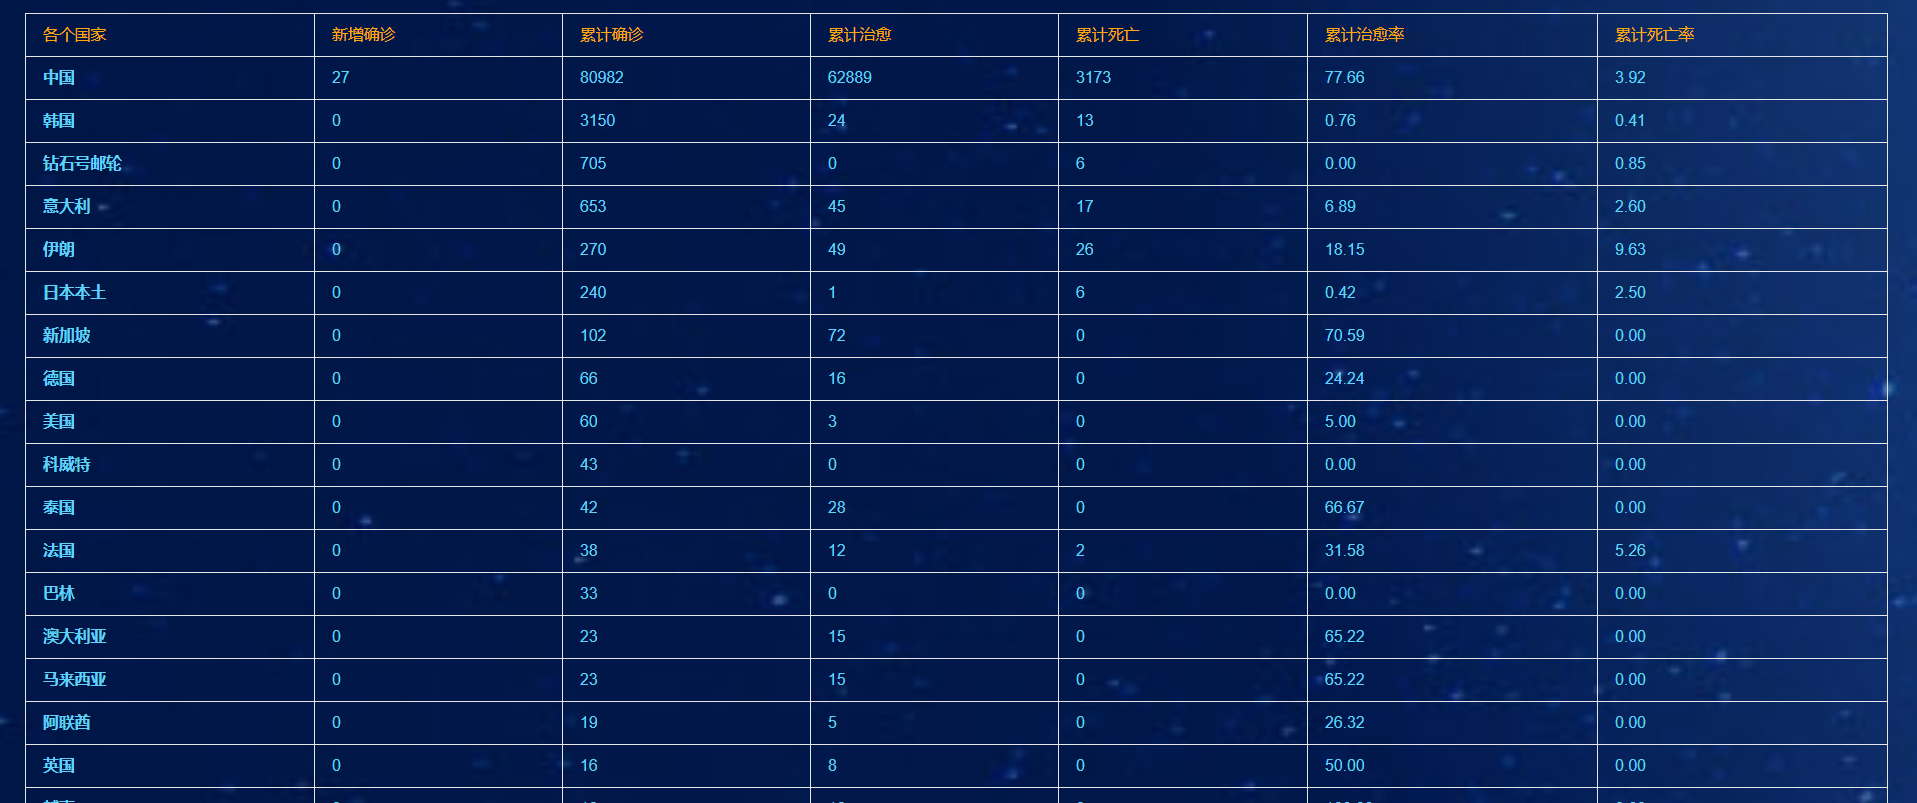 各个国家 新增确诊 累计确诊 累计治愈 累计死亡 累计治愈率 累计死亡率
中国 27 80982 62889 3173 77.66 3.92
韩国 0 3150 24 13 0.76 0.41
钻石号邮轮 0 705 0 6 0.00 0.85
意大利 0 653 45 17 6.89 2.60
伊朗 0 270 49 26 18.15 9.63
日本本土 0 240 1 6 0.42 2.50
新加坡 0 102 72 0 70.59 0.00
德国 0 66 16 0 24.24 0.00
美国 0 60 3 0 5.00 0.00
科威特 0 43 0 0 0.00 0.00
泰国 0 42 28 0 66.67 0.00
法国 0 38 12 2 31.58 5.26
巴林 0 33 0 0 0.00 0.00
澳大利亚 0 23 15 0 65.22 0.00
马来西亚 0 23 15 0 65.22 0.00
阿联酋 0 19 5 0 26.32 0.00
英国 0 16 8 0 50.00 0.00